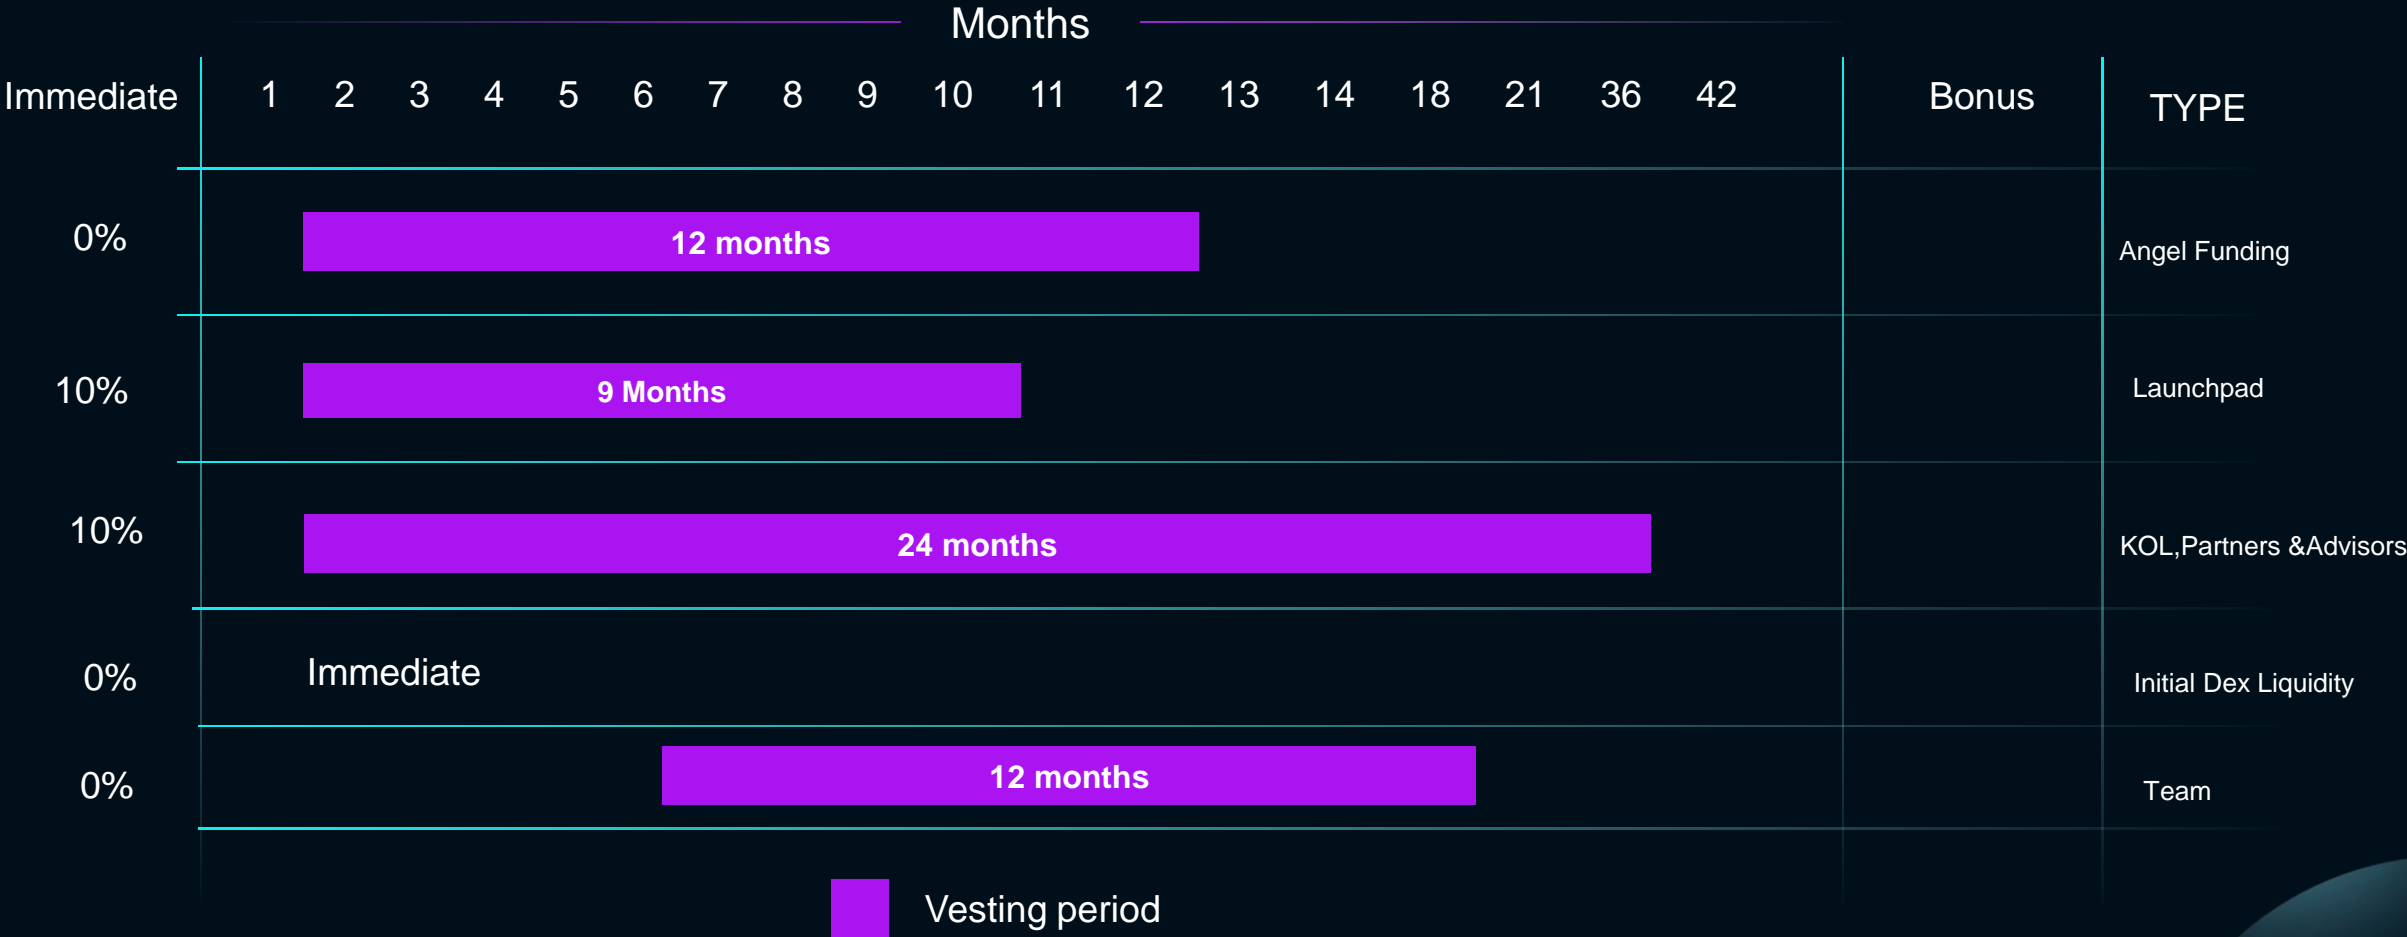 Months
Immediate 1 2 3 4 5 6 7 8 9 10 11 12 13 14 18 21 36 42 Bonus TYPE
0% 12 months Angel Funding
10% 9 Months Launchpad
10% 24 months KOL,Partners &Advisors
0% Immediate Initial Dex Liquidity
0% 12 months Team
Vesting period